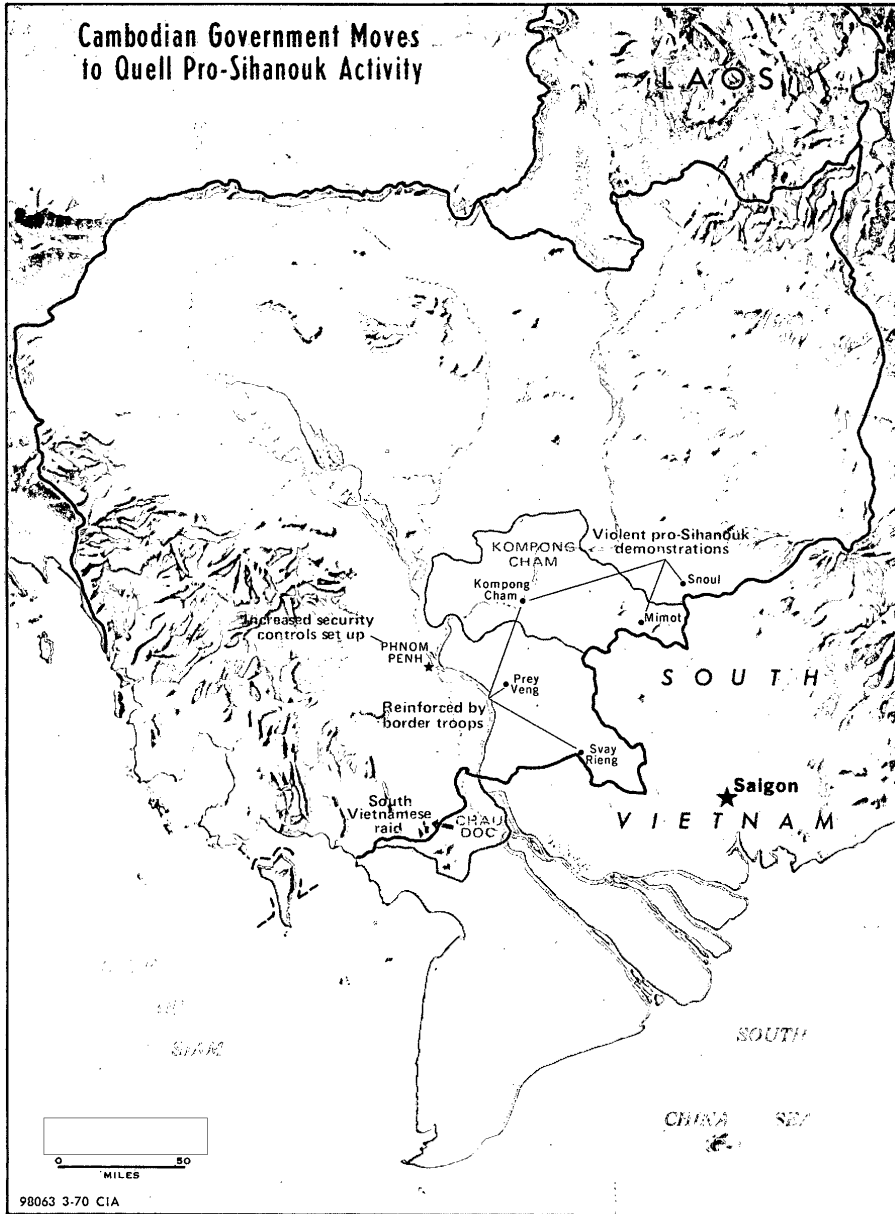 Cambodian Government Moves
to Quell Pro-Sihanouk Activity
LAOS
Violent pro-Sihanouk
demonstrations
KOMPONG
CHAM
Snoul
Kompong
Cham
Mimot
Increased security
controls set up
PHNOM
PENH
SOUTH
Prey
Veng
Reinforced by
border troops
Svay
Rieng
Saigon
South
Vietnamese
raid
CHAU
DOC
VIETNAM
SIAM
SOUTH
CHINA SEA
0 50
MILES
98063 3-70 CIA